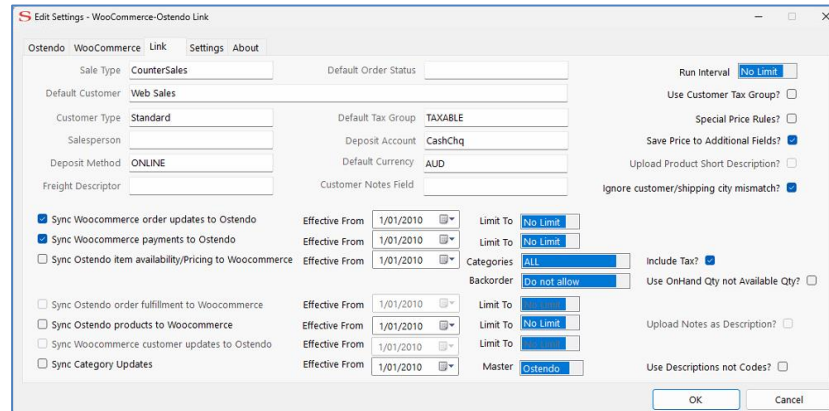 S Edit Settings - WooCommerce-Ostendo Link
Ostendo WooCommerce Link Settings About
Sale Type CounterSales Default Order Status Run Interval No Limit
Default Customer Web Sales Use Customer Tax Group?
Customer Type Standard Default Tax Group TAXABLE Special Price Rules?
Salesperson Deposit Account CashChq Save Price to Additional Fields?
Deposit Method ONLINE Default Currency AUD Upload Product Short Description?
Freight Descriptor Customer Notes Field Ignore customer/shipping city mismatch?
Sync Woocommerce order updates to Ostendo Effective From 1/01/2010 Limit To No Limit
Sync Woocommerce payments to Ostendo Effective From 1/01/2010 Limit To No Limit
Sync Ostendo item availability/Pricing to Woocommerce Effective From 1/01/2010 Categories ALL Include Tax?
Backorder Do not allow Use OnHand Qty not Available Qty?
Sync Ostendo order fulfillment to Woocommerce Effective From 1/01/2010 Limit To No Limit
Sync Ostendo products to Woocommerce Effective From 1/01/2010 Limit To No Limit Upload Notes as Description?
Sync Woocommerce customer updates to Ostendo Effective From 1/01/2010 Limit To No Limit
Sync Category Updates Effective From 1/01/2010 Master Ostendo Use Descriptions not Codes?
OK Cancel